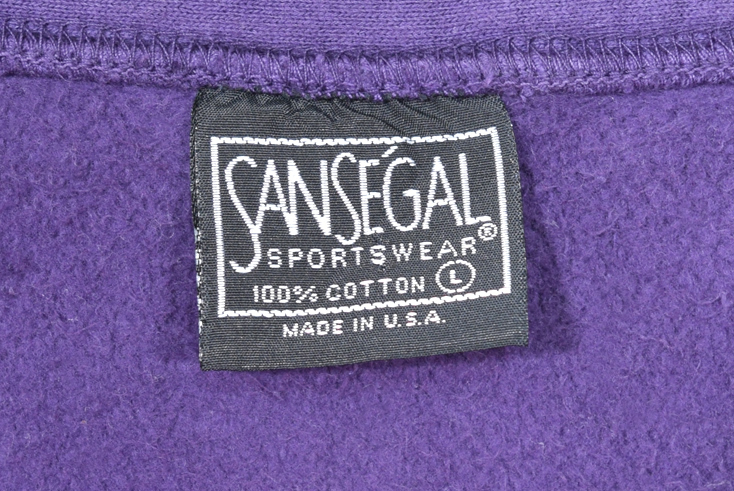 SANSÉGAL
SPORTSWEAR®
100% COTTON L
MADE IN U.S.A.